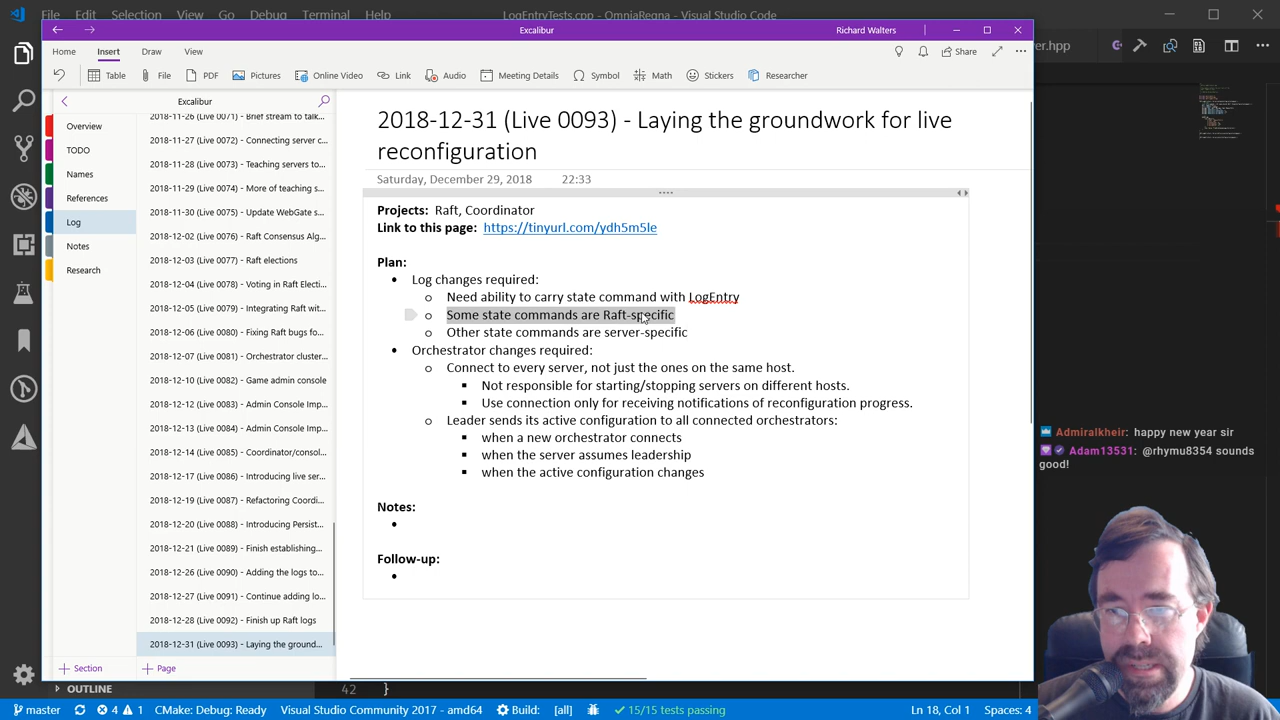 File Edit Selection View Go Debug Terminal Help
LogEntryTests.cpp - OmniaRegna - Visual Studio Code
Excalibur
Richard Walters
Home Insert Draw View
Share
Table File PDF Pictures Online Video Link Audio Meeting Details Symbol Math Stickers Researcher
Excalibur
Overview
TODO
Names
References
Log
Notes
Research
2018-11-26 (Live 0071) - Brief stream to talk...
2018-11-27 (Live 0072) - Connecting server c...
2018-11-28 (Live 0073) - Teaching servers to...
2018-11-29 (Live 0074) - More of teaching s...
2018-11-30 (Live 0075) - Update WebGate s...
2018-12-02 (Live 0076) - Raft Consensus Alg...
2018-12-03 (Live 0077) - Raft elections
2018-12-04 (Live 0078) - Voting in Raft Electi...
2018-12-05 (Live 0079) - Integrating Raft wit...
2018-12-06 (Live 0080) - Fixing Raft bugs fo...
2018-12-07 (Live 0081) - Orchestrator cluster...
2018-12-10 (Live 0082) - Game admin console
2018-12-12 (Live 0083) - Admin Console Imp...
2018-12-13 (Live 0084) - Admin Console Imp...
2018-12-14 (Live 0085) - Coordinator/consol...
2018-12-17 (Live 0086) - Introducing live ser...
2018-12-19 (Live 0087) - Refactoring Coordi...
2018-12-20 (Live 0088) - Introducing Persist...
2018-12-21 (Live 0089) - Finish establishing...
2018-12-26 (Live 0090) - Adding the logs to...
2018-12-27 (Live 0091) - Continue adding lo...
2018-12-28 (Live 0092) - Finish up Raft logs
2018-12-31 (Live 0093) - Laying the ground...
Section
Page
2018-12-31 (Live 0093) - Laying the groundwork for live
reconfiguration
Saturday, December 29, 2018 22:33
Projects: Raft, Coordinator
Link to this page: https://tinyurl.com/ydh5m5le
Plan:
• Log changes required:
o Need ability to carry state command with LogEntry
o Some state commands are Raft-specific
o Other state commands are server-specific
• Orchestrator changes required:
o Connect to every server, not just the ones on the same host.
▪ Not responsible for starting/stopping servers on different hosts.
▪ Use connection only for receiving notifications of reconfiguration progress.
o Leader sends its active configuration to all connected orchestrators:
▪ when a new orchestrator connects
▪ when the server assumes leadership
▪ when the active configuration changes
Notes:
•
Follow-up:
•
er.hpp
Admiralkheir: happy new year sir
Adam13531: @rhymu8354 sounds
good!
OUTLINE
42 }
master 4 1 CMake: Debug: Ready Visual Studio Community 2017 - amd64 Build: [all] 15/15 tests passing Ln 18, Col 1 Spaces: 4